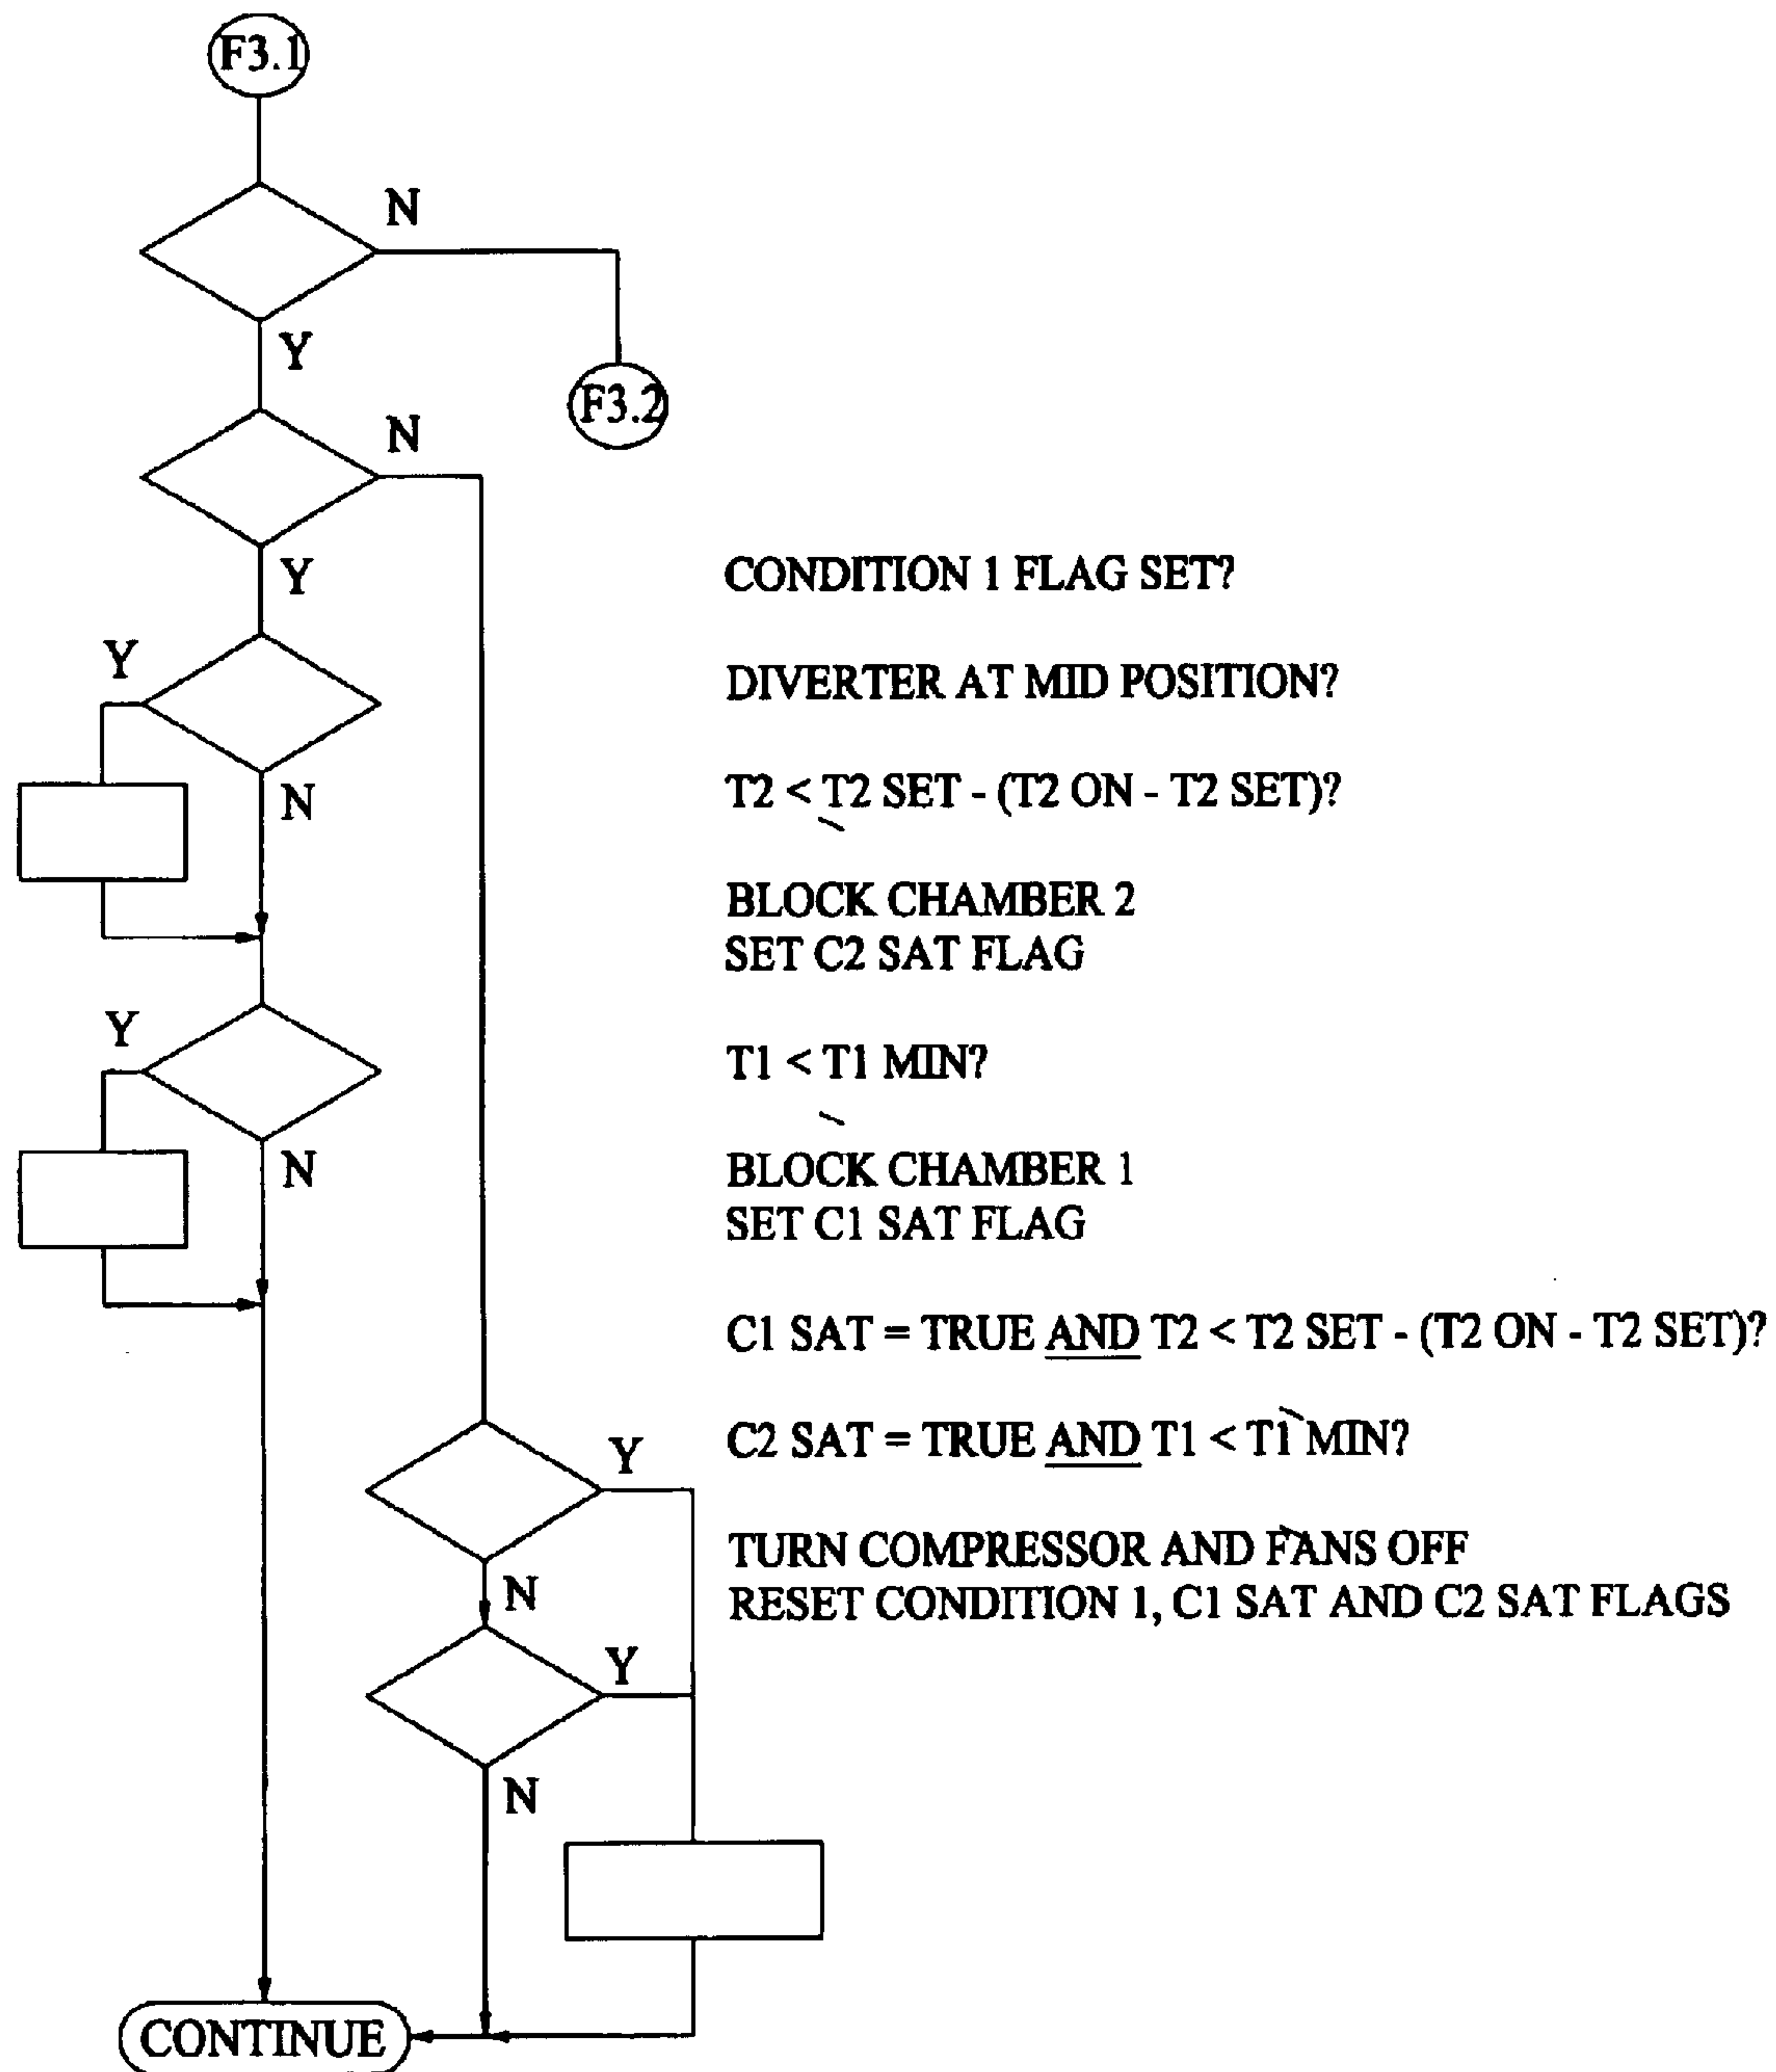 F3.1
N
Y
F3.2
N
Y
CONDITION 1 FLAG SET?
Y
DIVERTER AT MID POSITION?
N
T2 < T2 SET - (T2 ON - T2 SET)?
BLOCK CHAMBER 2
SET C2 SAT FLAG
Y
T1 < T1 MIN?
N
BLOCK CHAMBER 1
SET C1 SAT FLAG
C1 SAT = TRUE AND T2 < T2 SET - (T2 ON - T2 SET)?
C2 SAT = TRUE AND T1 < T1 MIN?
Y
TURN COMPRESSOR AND FANS OFF
N
RESET CONDITION 1, C1 SAT AND C2 SAT FLAGS
Y
N
CONTINUE